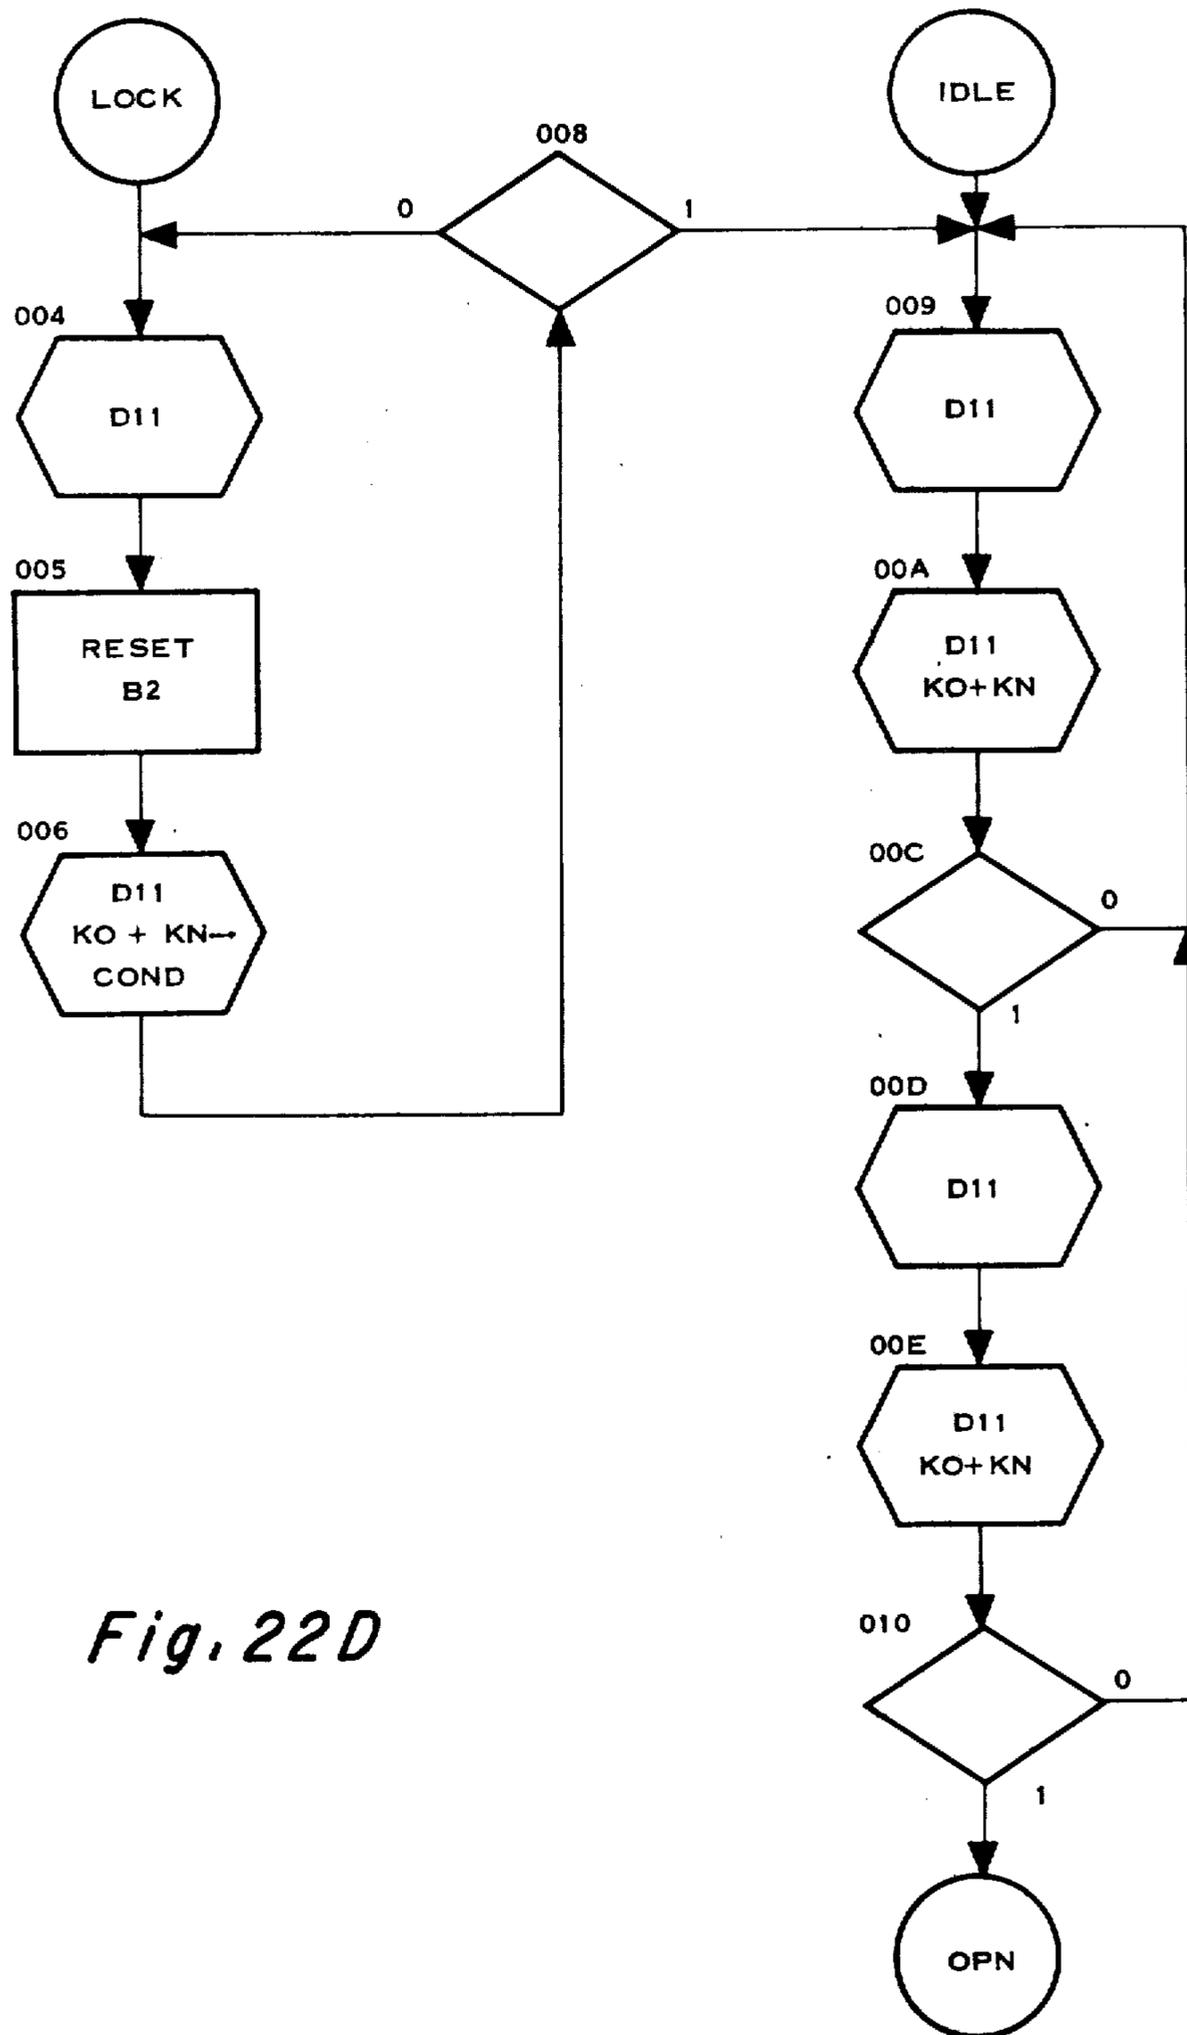 LOCK
IDLE
008
0
1
004
D11
005
RESET
B2
006
D11
KO + KN→
COND
009
D11
00A
D11
KO+KN
00C
0
1
00D
D11
00E
D11
KO+KN
010
0
1
OPN
Fig. 22D